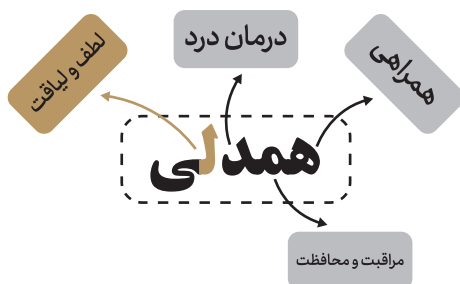 درمان درد
همراهی
لطف و لیاقت
همدلی
مراقبت و محافظت